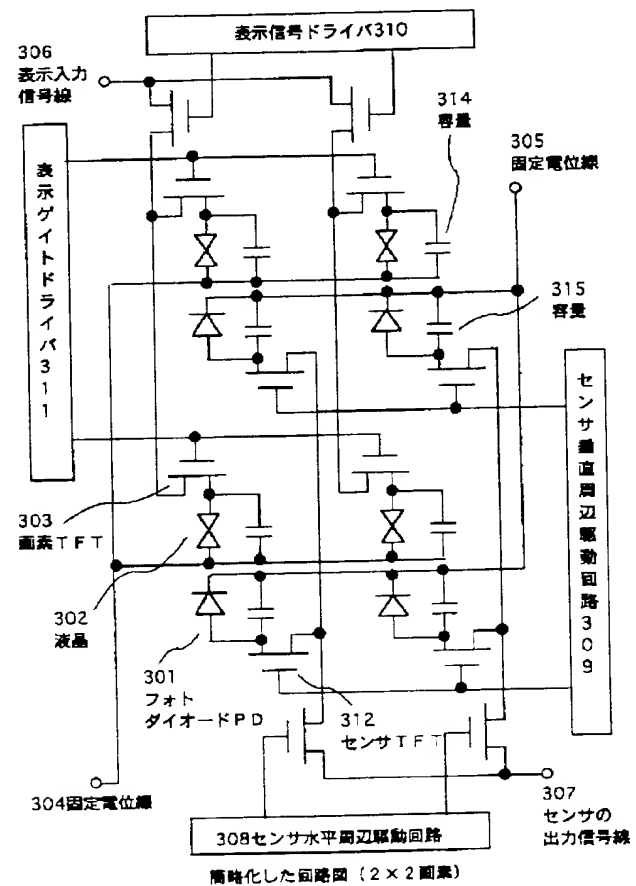 表示信号ドライバ310
306
表示入力
信号線
314
容量
305
固定電位線
表示ゲイトドライバ311
315
容量
センサ垂直周辺駆動回路309
303
画素TFT
302
液晶
301
フォト
ダイオードPD
312
センサTFT
304固定電位線
307
センサの
出力信号線
308センサ水平周辺駆動回路
簡略化した回路図(2×2画素)